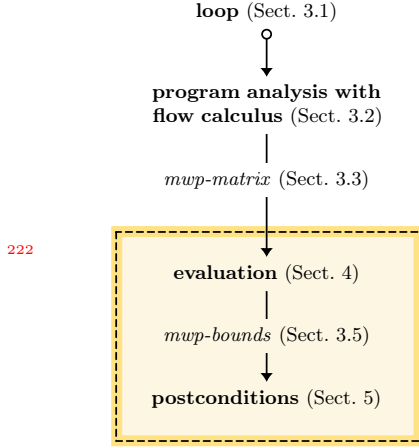 loop (Sect. 3.1)
program analysis with
flow calculus (Sect. 3.2)
mwp-matrix (Sect. 3.3)
222
evaluation (Sect. 4)
mwp-bounds (Sect. 3.5)
postconditions (Sect. 5)